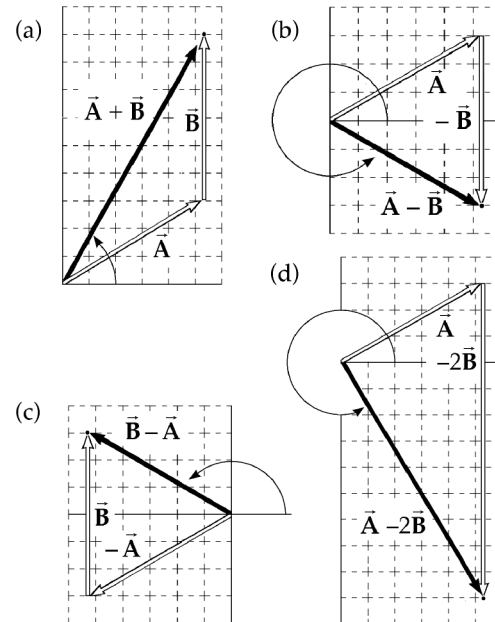 (a)
A⃗ + B⃗
B⃗
A⃗
(b)
A⃗
− B⃗
A⃗ − B⃗
(c)
B⃗ − A⃗
B⃗
− A⃗
(d)
A⃗
−2B⃗
A⃗ −2B⃗